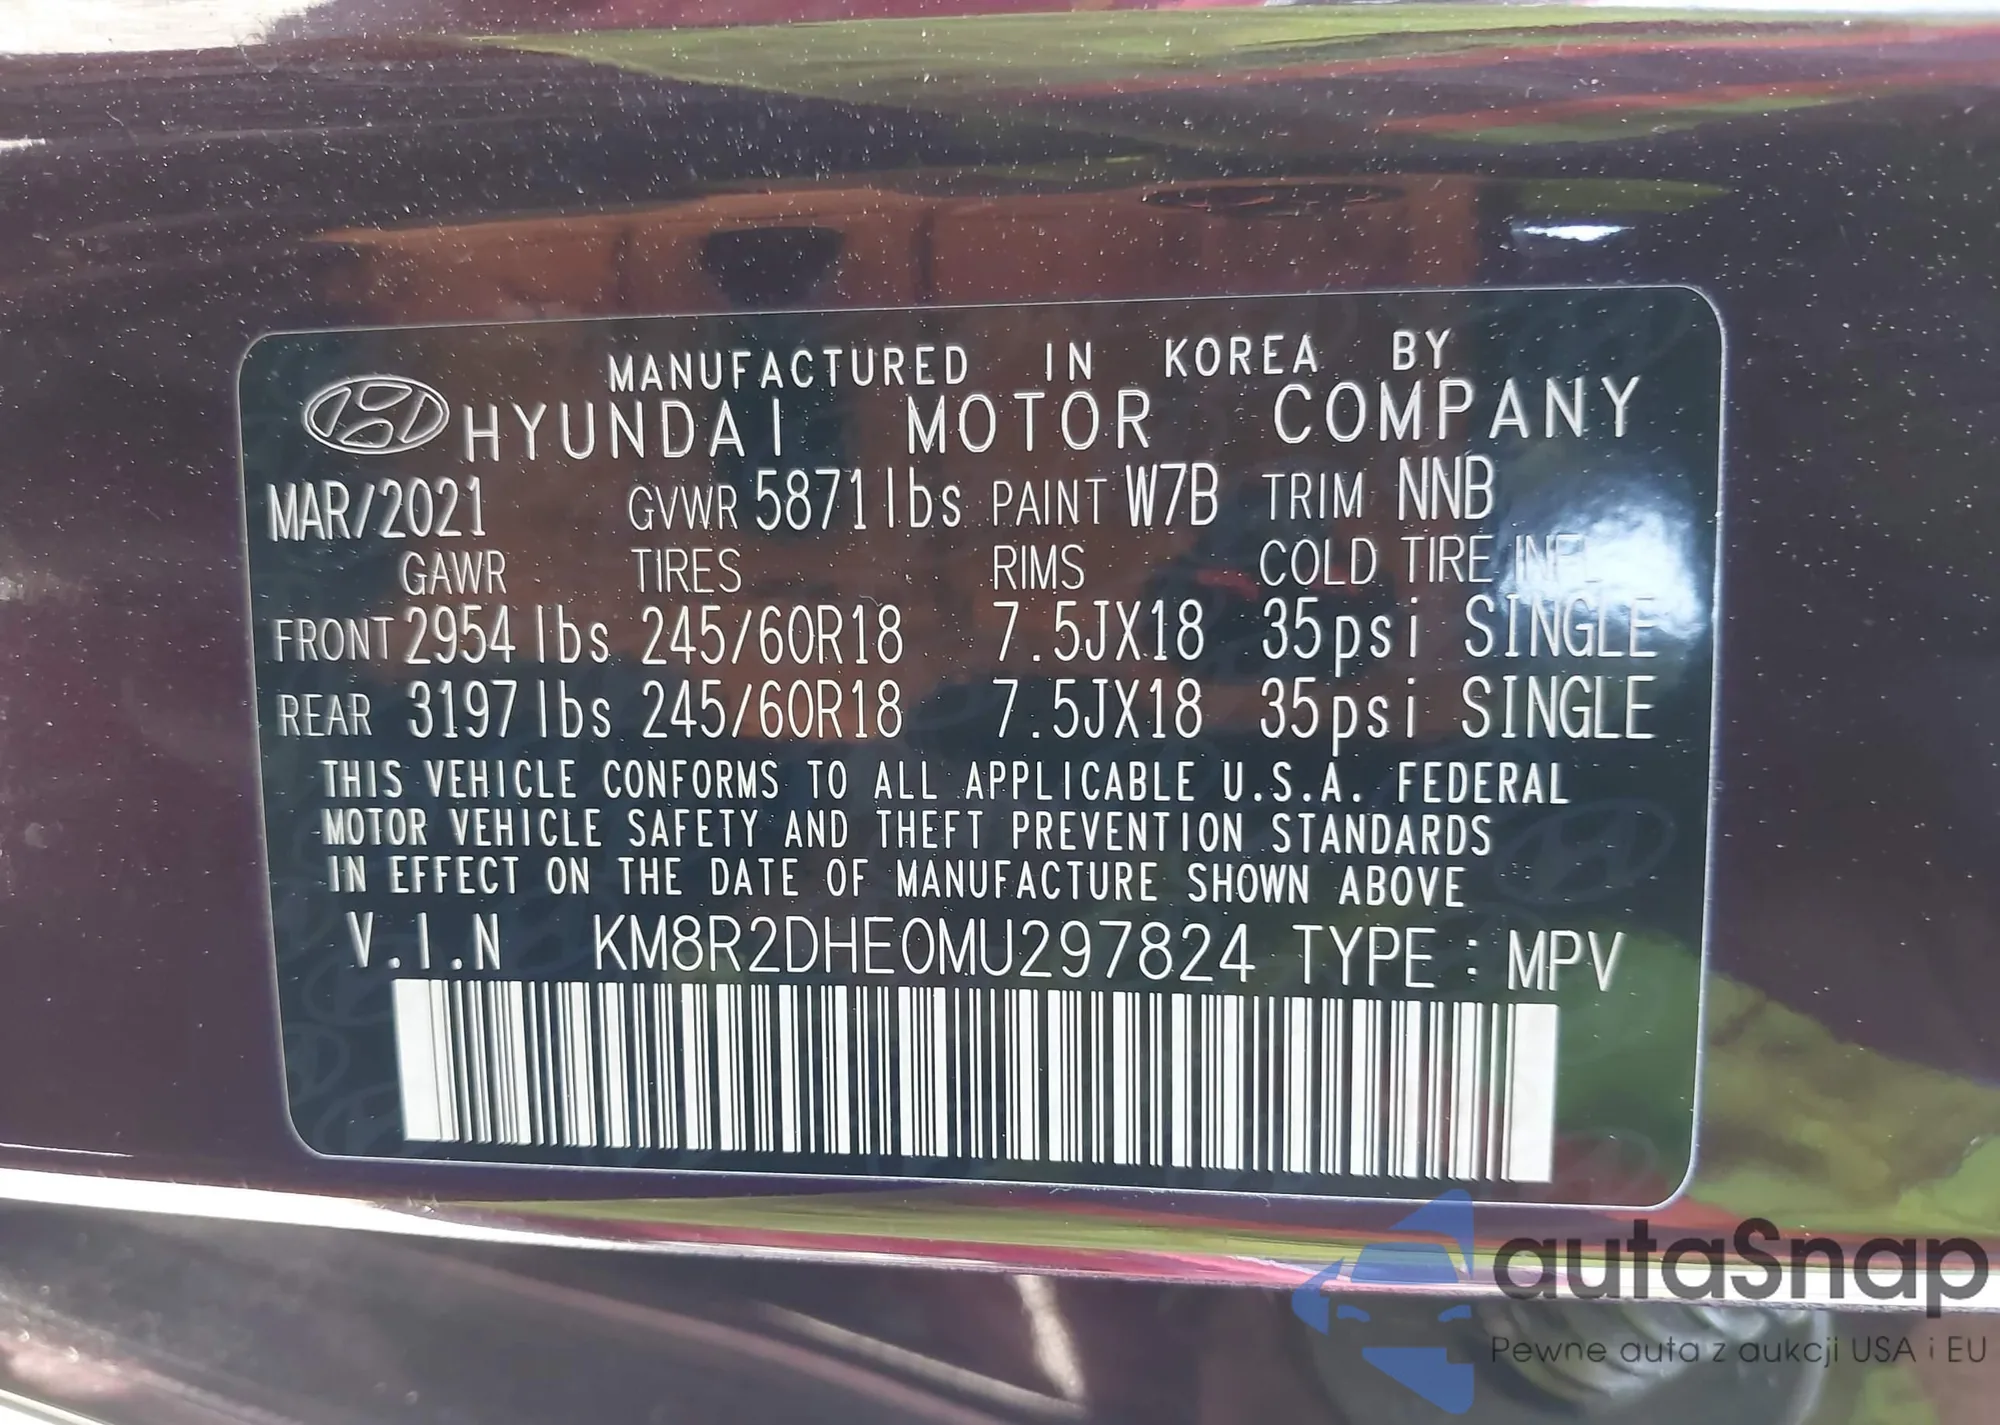 MANUFACTURED IN KOREA BY
HYUNDAI MOTOR COMPANY
MAR/2021 GVWR 5871lbs PAINT W7B TRIM NNB
GAWR TIRES RIMS COLD TIRE INFL
FRONT 2954 lbs 245/60R18 7.5JX18 35psi SINGLE
REAR 3197 lbs 245/60R18 7.5JX18 35psi SINGLE
THIS VEHICLE CONFORMS TO ALL APPLICABLE U.S.A. FEDERAL
MOTOR VEHICLE SAFETY AND THEFT PREVENTION STANDARDS
IN EFFECT ON THE DATE OF MANUFACTURE SHOWN ABOVE
V.I.N KM8R2DHE0MU297824 TYPE : MPV
autaSnap
Pewne auta z aukcji USA i EU